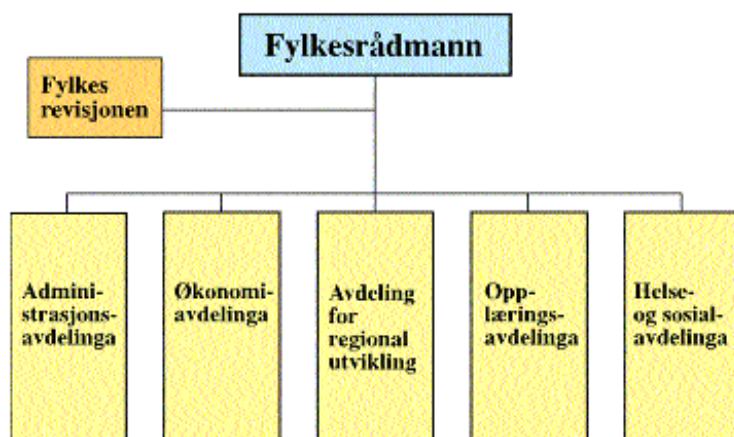 Fylkesrådmann
Fylkes
revisjonen
Admini-
strasjons-
avdelinga
Økonomi-
avdelinga
Avdeling
for
regional
utvikling
Opp-
lærings-
avdelinga
Helse-
og sosial-
avdelinga